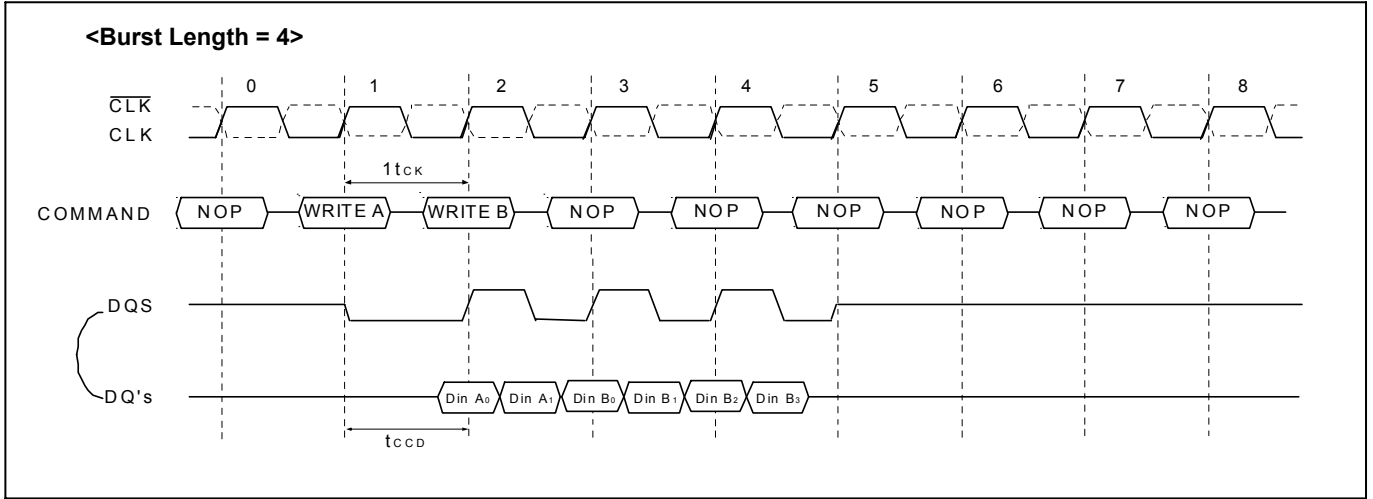 <Burst Length = 4>
0 1 2 3 4 5 6 7 8
CLK
CLK
1tCK
COMMAND NOP WRITE A WRITE B NOP NOP NOP NOP NOP NOP
DQS
DQ's Din A0 Din A1 Din B0 Din B1 Din B2 Din B3
tCCD